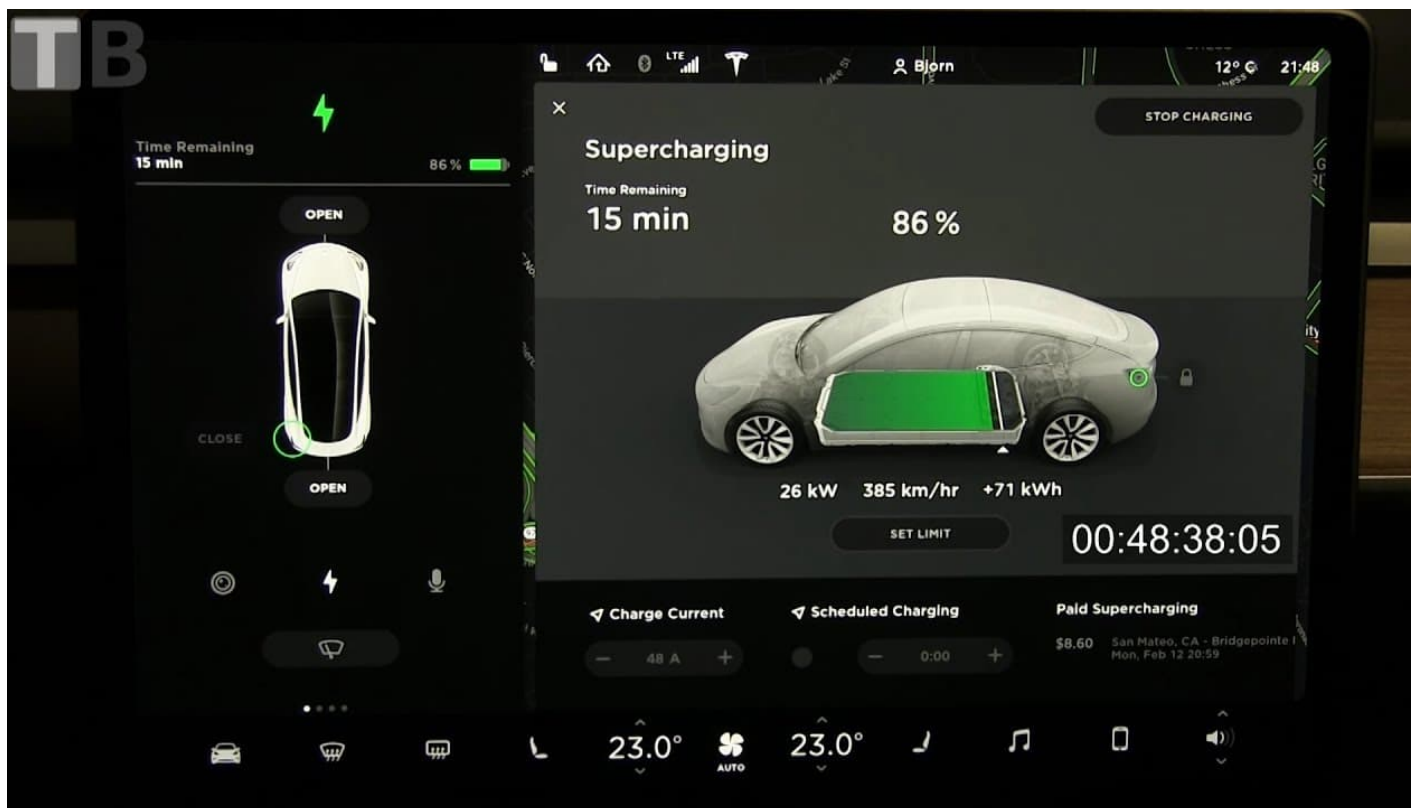 TB
LTE
Bjorn
12° C
21:48
Time Remaining
15 min
86 %
OPEN
CLOSE
OPEN
STOP CHARGING
Supercharging
Time Remaining
15 min
86 %
26 kW 385 km/hr +71 kWh
SET LIMIT
00:48:38:05
Charge Current
48 A
Scheduled Charging
0:00
Paid Supercharging
$8.60
San Mateo, CA - Bridgepointe
Mon, Feb 12 20:59
23.0°
AUTO
23.0°